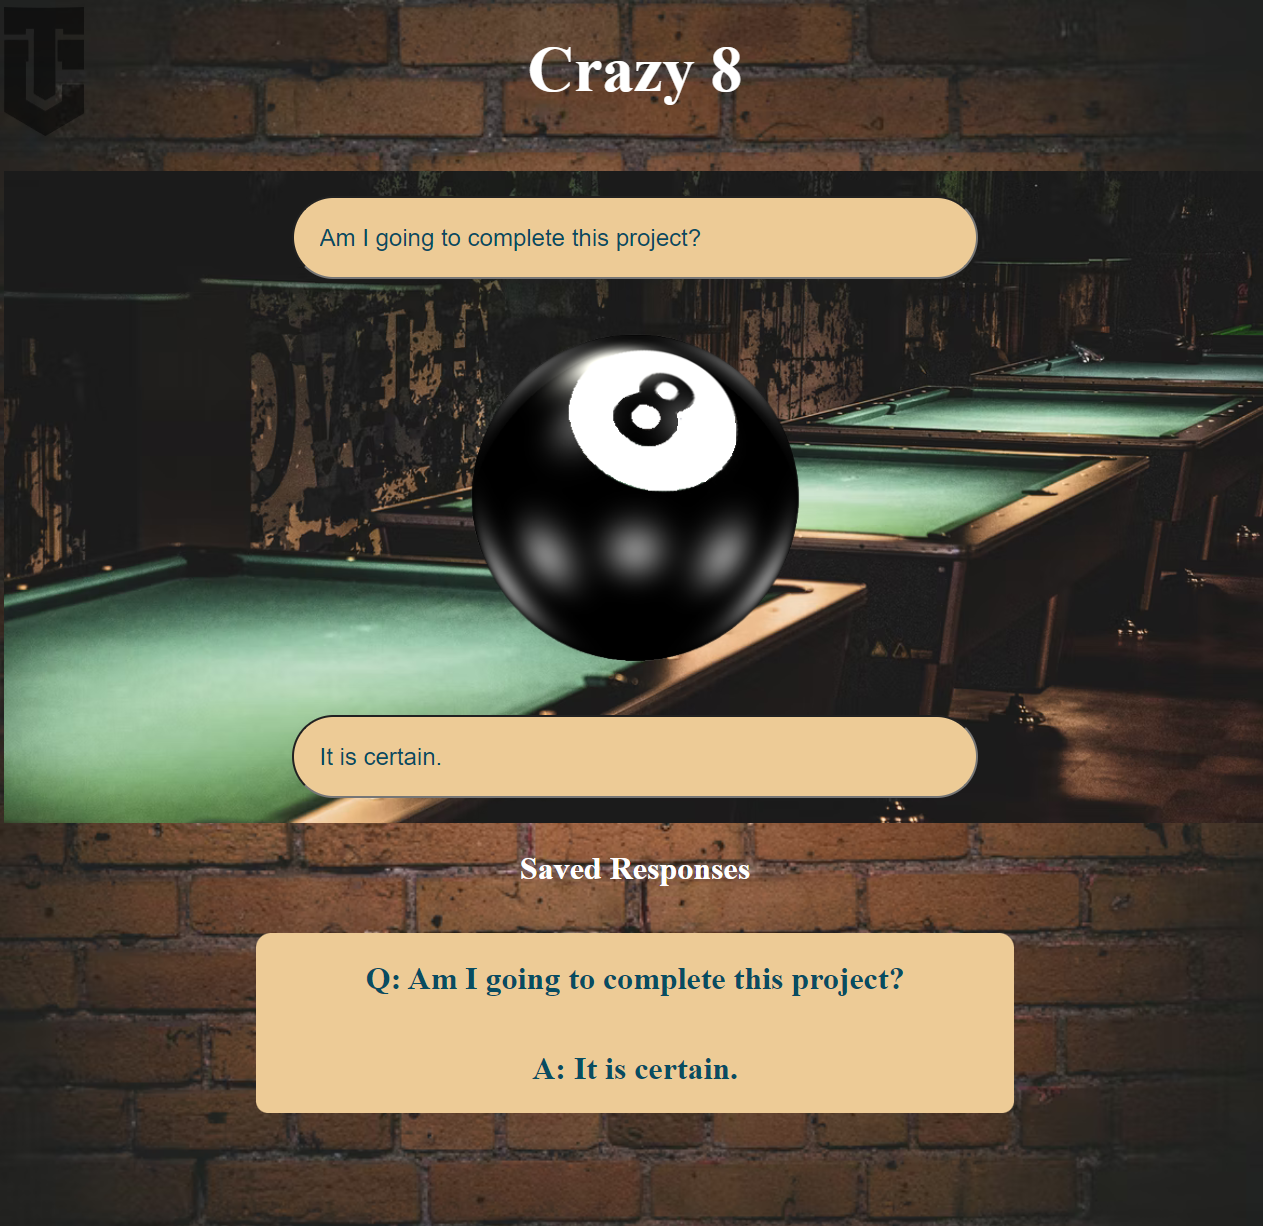 Crazy 8
Am I going to complete this project?
8
It is certain.
Saved Responses
Q: Am I going to complete this project?
A: It is certain.